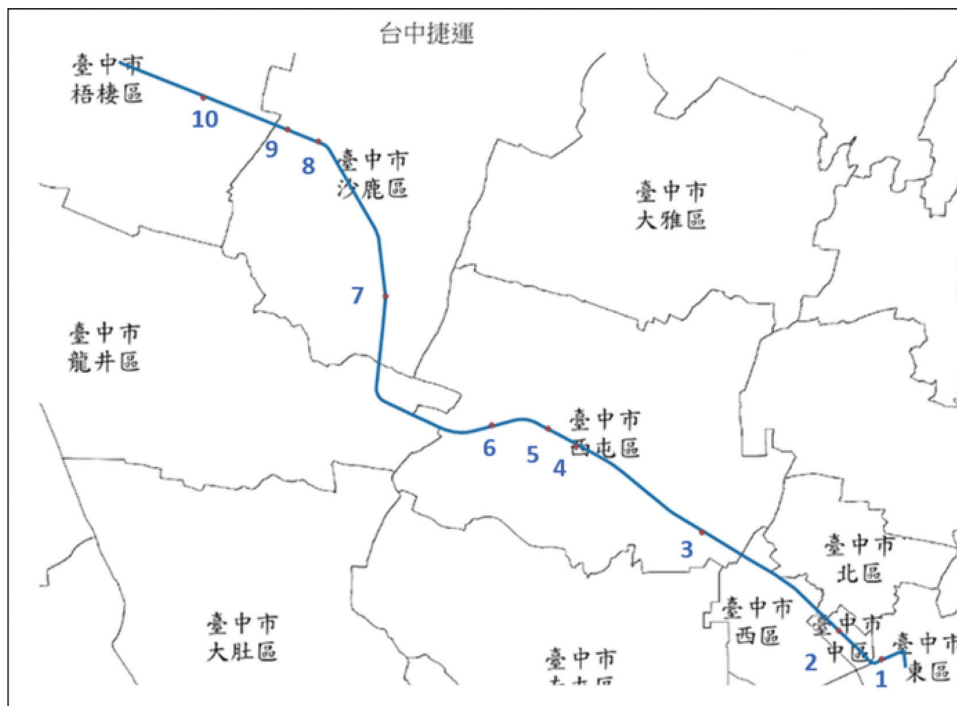 台中捷運
臺中市
梧棲區
10
9
8
臺中市
沙鹿區
臺中市
大雅區
7
臺中市
龍井區
6
5
4
臺中市
西屯區
3
臺中市
北區
臺中市
西區
臺中市
中區
2
1
臺中市
東區
臺中市
大肚區
臺中市